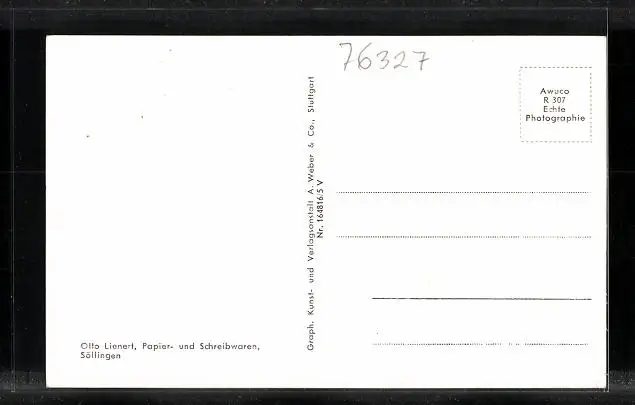 76327
Awuco
R 307
Echte
Photographie
Graph. Kunst- und Verlagsanstalt A. Weber & Co., Stuttgart
Nr. 164816/5 V
Otto Lienert, Papier- und Schreibwaren,
Söllingen